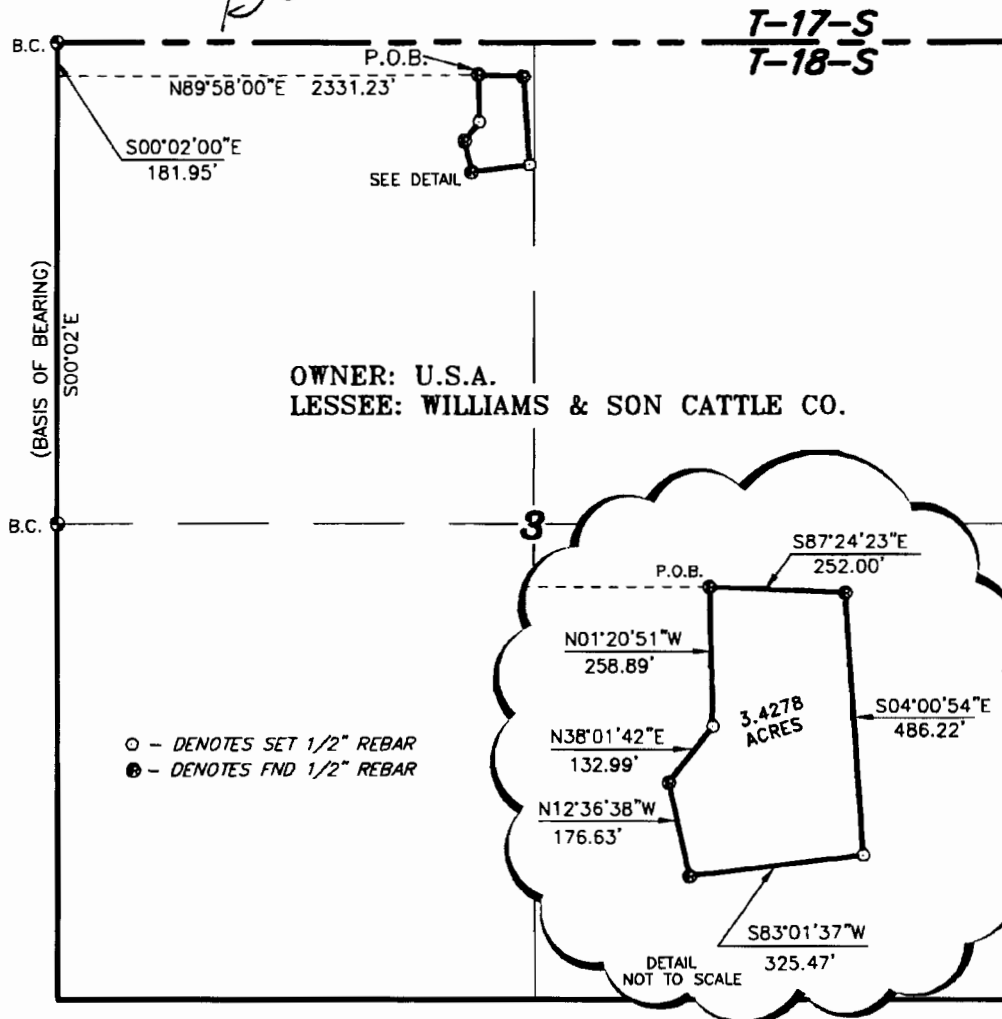 T-17-S
T-18-S
B.C.
P.O.B.
N89°58'00"E 2331.23'
S00°02'00"E
181.95'
SEE DETAIL
(BASIS OF BEARING)
S00°02'E
OWNER: U.S.A.
LESSEE: WILLIAMS & SON CATTLE CO.
B.C.
3
S87°24'23"E
252.00'
P.O.B.
N01°20'51"W
258.89'
3.4278
ACRES
S04°00'54"E
486.22'
N38°01'42"E
132.99'
N12°36'38"W
176.63'
O - DENOTES SET 1/2" REBAR
- DENOTES FND 1/2" REBAR
S83°01'37"W
325.47'
DETAIL
NOT TO SCALE